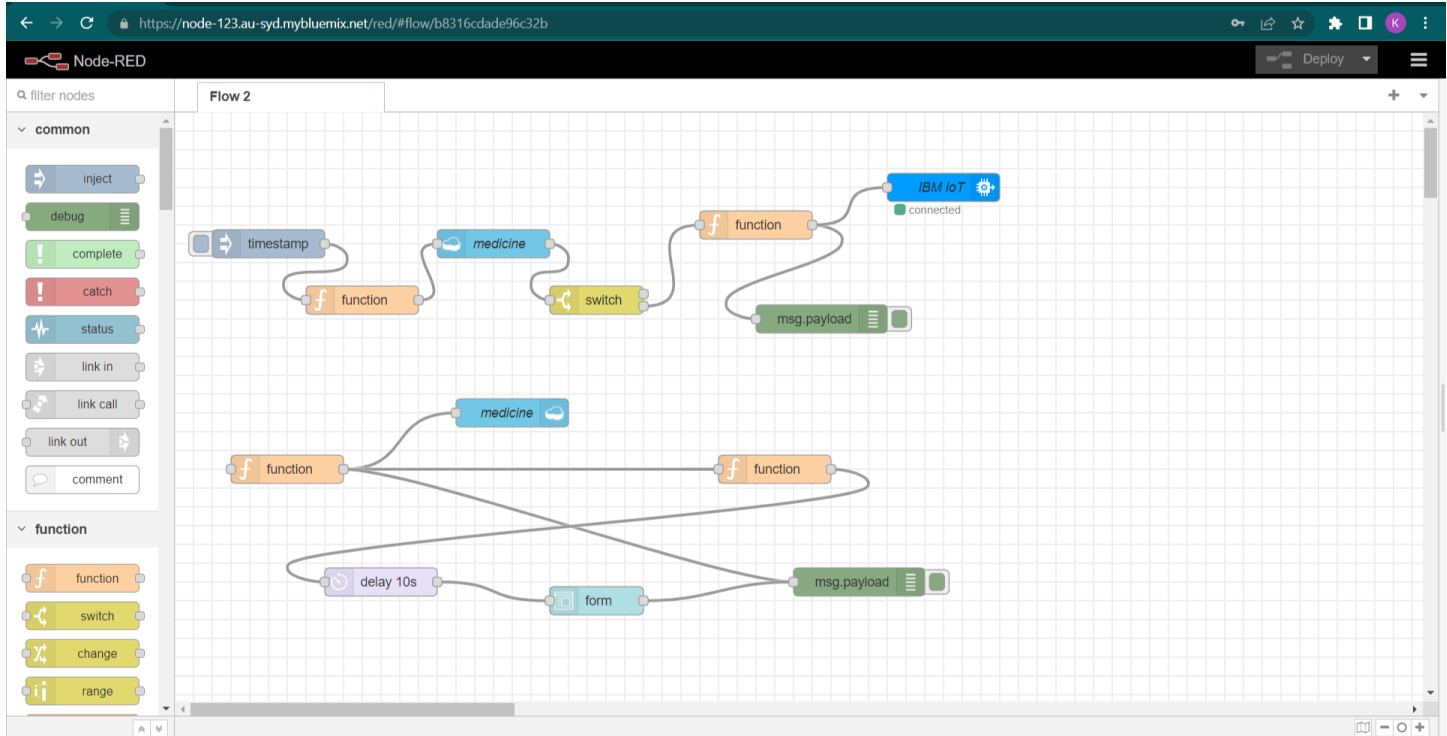 https://node-123.au-syd.mybluemix.net/red/#flow/b8316cdade96c32b
K
Node-RED
Deploy
filter nodes
Flow 2
common
inject
debug
complete
catch
status
link in
link call
link out
comment
function
function
switch
change
range
timestamp
function
medicine
switch
function
IBM IoT
connected
msg.payload
medicine
function
function
delay 10s
form
msg.payload